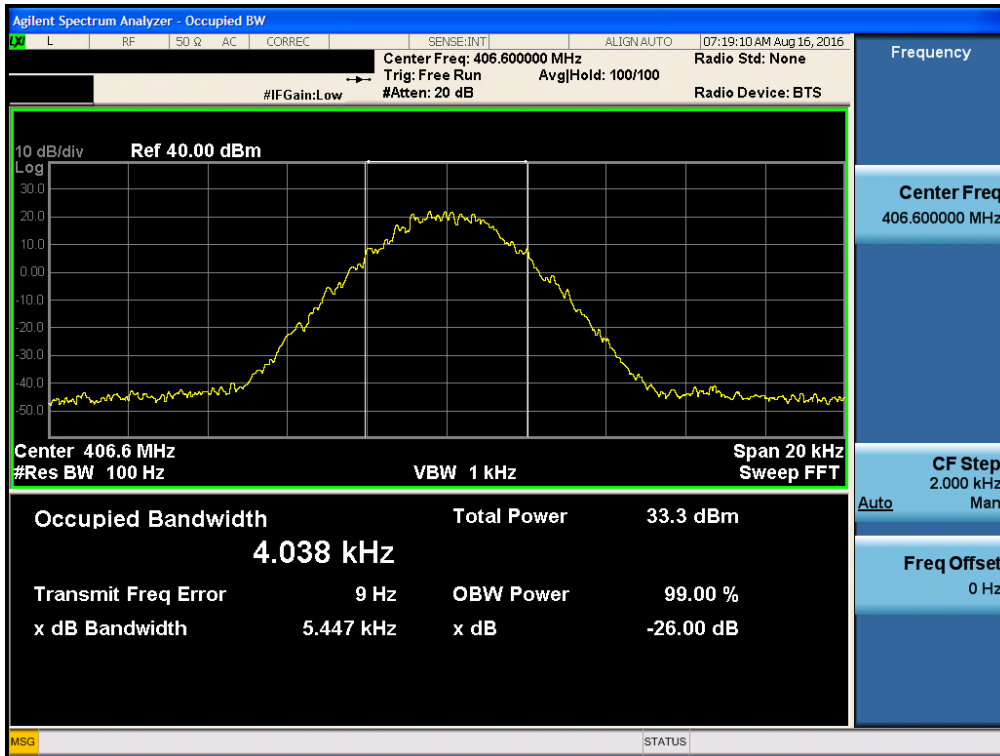 Agilent Spectrum Analyzer - Occupied BW
LXI L RF 50 Ω AC CORREC SENSE:INT ALIGN AUTO 07:19:10 AM Aug 16, 2016
Center Freq: 406.600000 MHz Radio Std: None
Trig: Free Run Avg|Hold: 100/100
#IFGain:Low #Atten: 20 dB Radio Device: BTS
10 dB/div Ref 40.00 dBm
Log
30.0
20.0
10.0
0.00
-10.0
-20.0
-30.0
-40.0
-50.0
Center 406.6 MHz Span 20 kHz
#Res BW 100 Hz VBW 1 kHz Sweep FFT
Occupied Bandwidth Total Power 33.3 dBm
4.038 kHz
Transmit Freq Error 9 Hz OBW Power 99.00 %
x dB Bandwidth 5.447 kHz x dB -26.00 dB
MSG STATUS
Frequency
Center Freq
406.600000 MHz
CF Step
2.000 kHz
Auto Man
Freq Offset
0 Hz